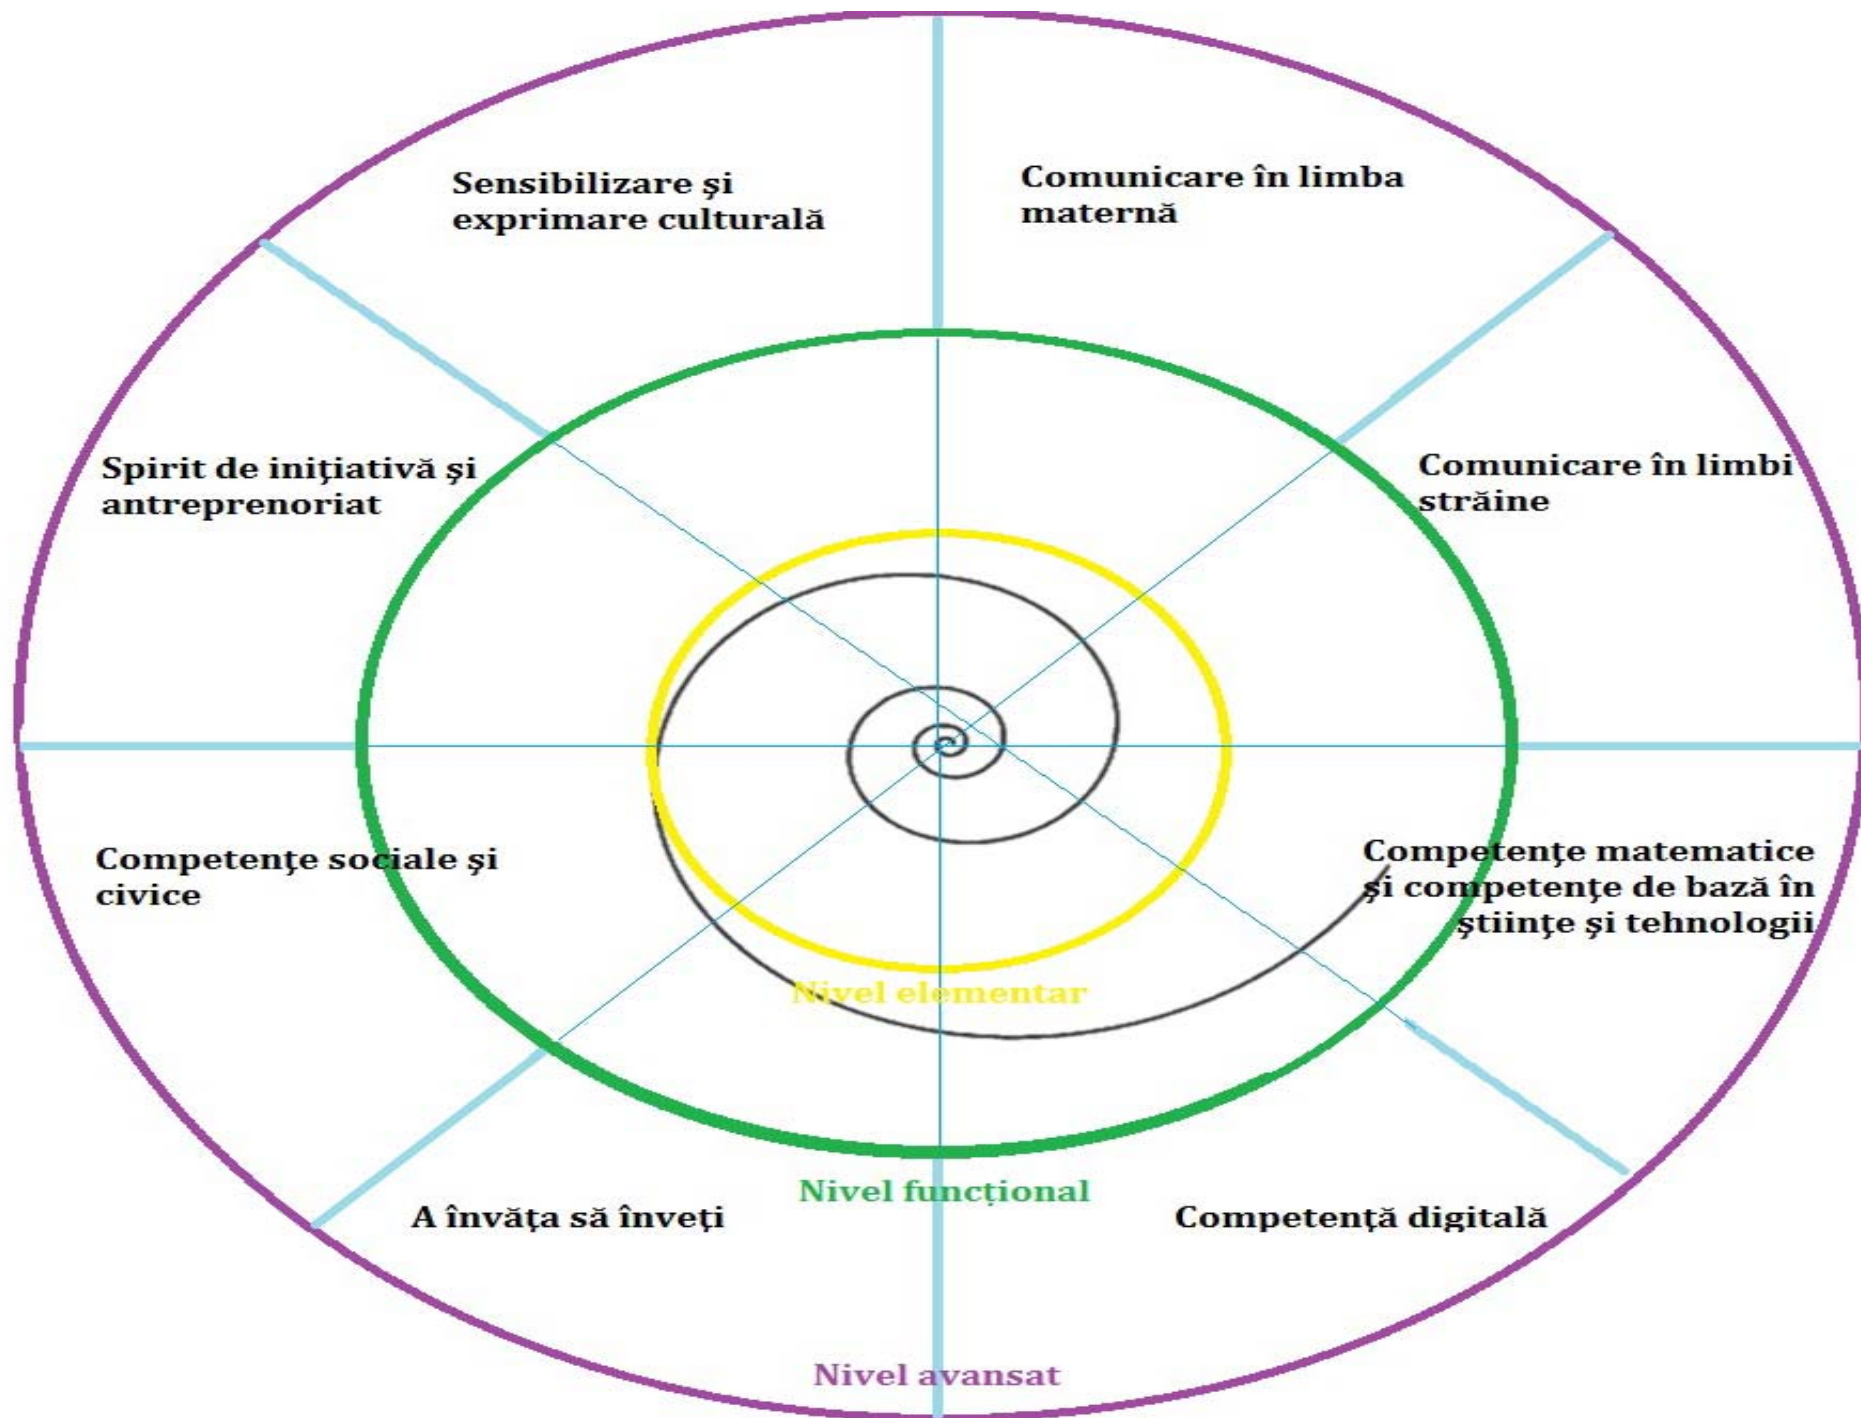 Sensibilizare şi
exprimare culturală
Comunicare în limba
maternă
Spirit de iniţiativă şi
antreprenoriat
Comunicare în limbi
străine
Competenţe sociale şi
civice
Competenţe matematice
şi competenţe de bază în
ştiinţe şi tehnologii
Nivel elementar
Nivel funcțional
A învăţa să înveţi
Competenţă digitală
Nivel avansat